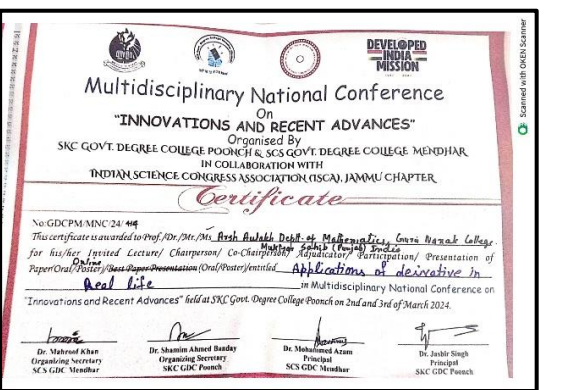 DEVELOPED
INDIA
MISSION
Multidisciplinary National Conference
On
"INNOVATIONS AND RECENT ADVANCES"
Organised By
SKC GOVT. DEGREE COLLEGE POONCH & SCS GOVT. DEGREE COLLEGE MENDHAR
IN COLLABORATION WITH
INDIAN SCIENCE CONGRESS ASSOCIATION (ISCA), JAMMU CHAPTER
Certificate
No:GDCPM/MNC/24/ 414
This certificate is awarded to Prof./Dr./Mr./Ms. Arsh Aulakh Deptt. of Mathematics, Guru Nanak College
Muktsar Sahib (Punjab) India
for his/her Invited Lecture/ Chairperson/ Co-Chairperson/ Adjudicator/ Participation/ Presentation of
Online
Paper(Oral/Poster)/Best Paper Presentation (Oral/Poster)entitled Applications of deivative in
Real life in Multidisciplinary National Conference on
"Innovations and Recent Advances" held at SKC Govt. Degree College Poonch on 2nd and 3rd of March 2024.
Dr. Mahroof Khan
Organizing Secretary
SCS GDC Mendhar
Dr. Shamim Ahmed Banday
Organizing Secretary
SKC GDC Poonch
Dr. Mohammed Azam
Principal
SCS GDC Mendhar
Dr. Jasbir Singh
Principal
SKC GDC Poonch
Scanned with OKEN Scanner